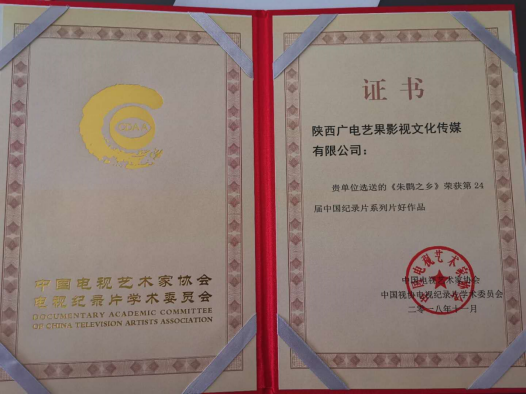 中国电视艺术家协会
电视纪录片学术委员会
DOCUMENTARY ACADEMIC COMMITTEE
OF CHINA TELEVISION ARTISTS ASSOCIATION
证书
陕西广电艺果影视文化传媒
有限公司：
贵单位选送的《朱鹮之乡》荣获第24
届中国纪录片系列片好作品
中国电视艺术家协会
中国视协电视纪录片学术委员会
二〇一八年十一月